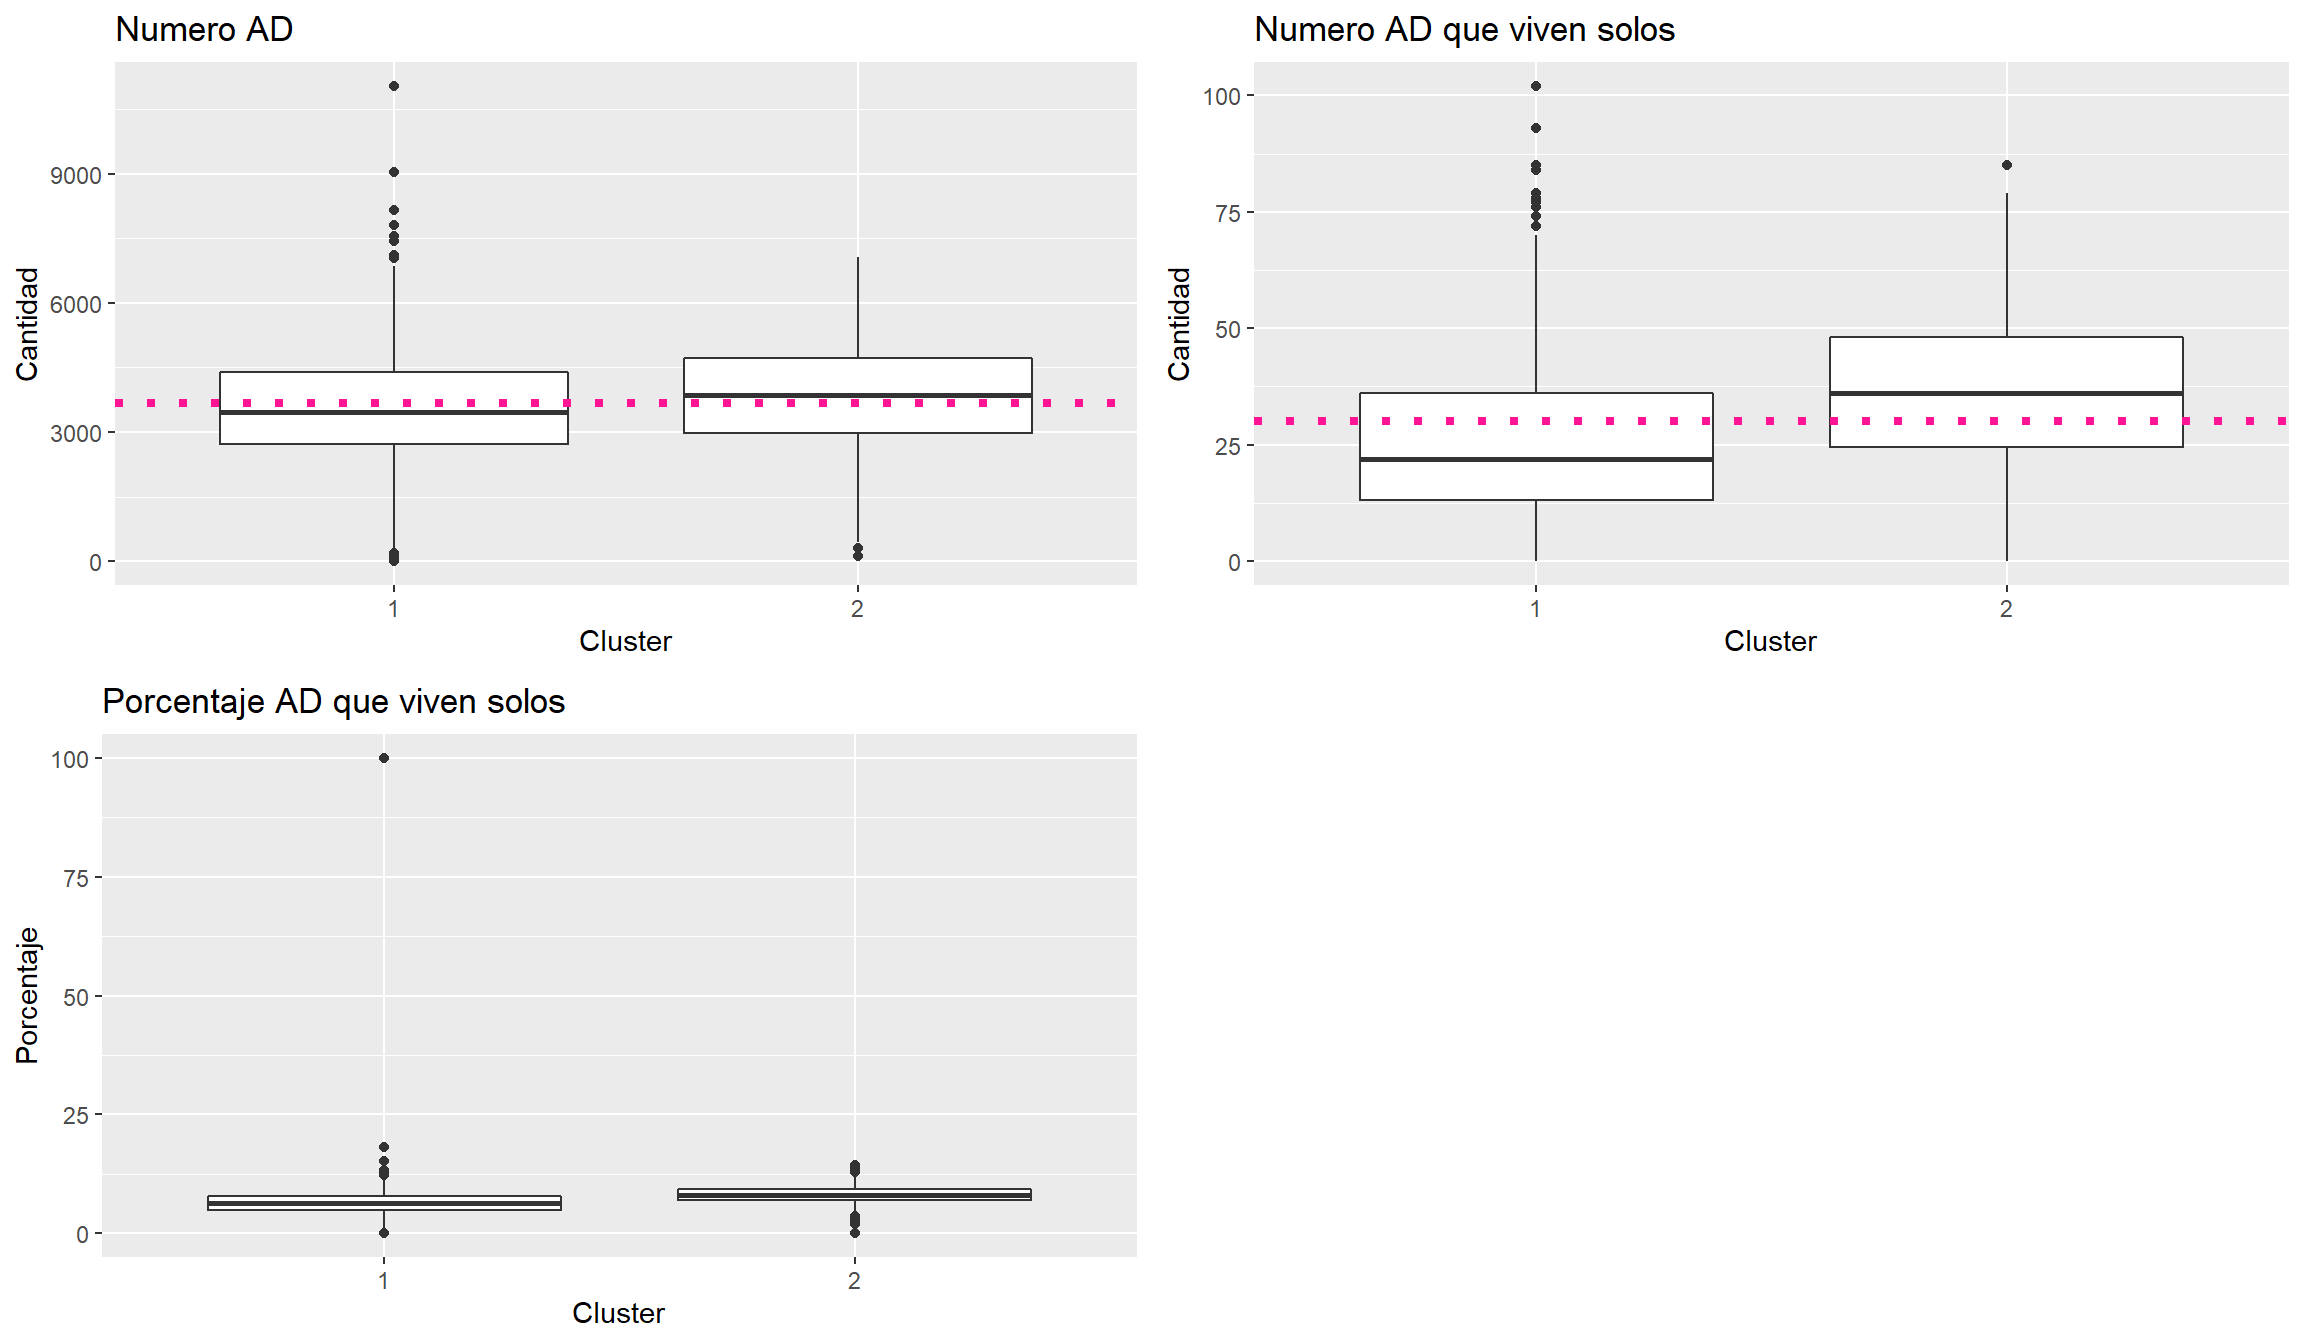 Numero AD
Cantidad
9000
6000
3000
0
1 2
Cluster
Numero AD que viven solos
Cantidad
100
75
50
25
0
1 2
Cluster
Porcentaje AD que viven solos
Porcentaje
100
75
50
25
0
1 2
Cluster